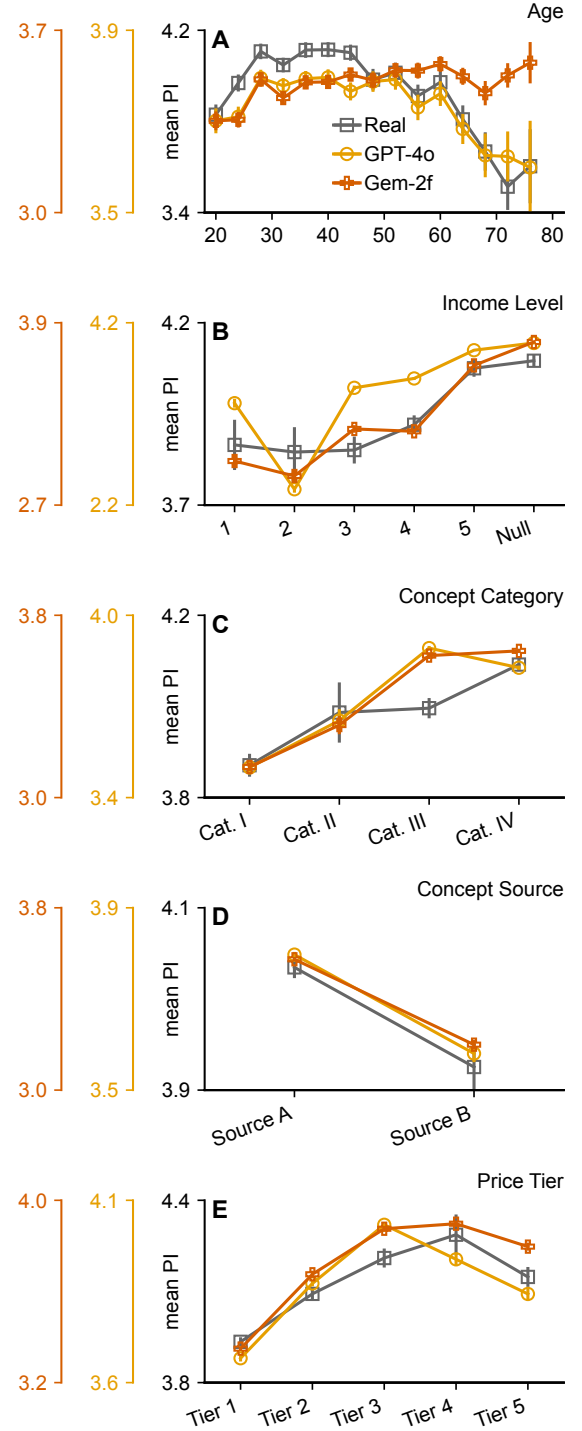 Age
3.7
3.9
4.2
A
mean PI
Real
GPT-4o
Gem-2f
3.0
3.5
3.4
20 30 40 50 60 70 80
Income Level
3.9
4.2
4.2
B
mean PI
2.7
2.2
3.7
1 2 3 4 5 Null
Concept Category
3.8
4.0
4.2
C
mean PI
3.0
3.4
3.8
Cat. I Cat. II Cat. III Cat. IV
Concept Source
3.8
3.9
4.1
D
mean PI
3.0
3.5
3.9
Source A Source B
Price Tier
4.0
4.1
4.4
E
mean PI
3.2
3.6
3.8
Tier 1 Tier 2 Tier 3 Tier 4 Tier 5